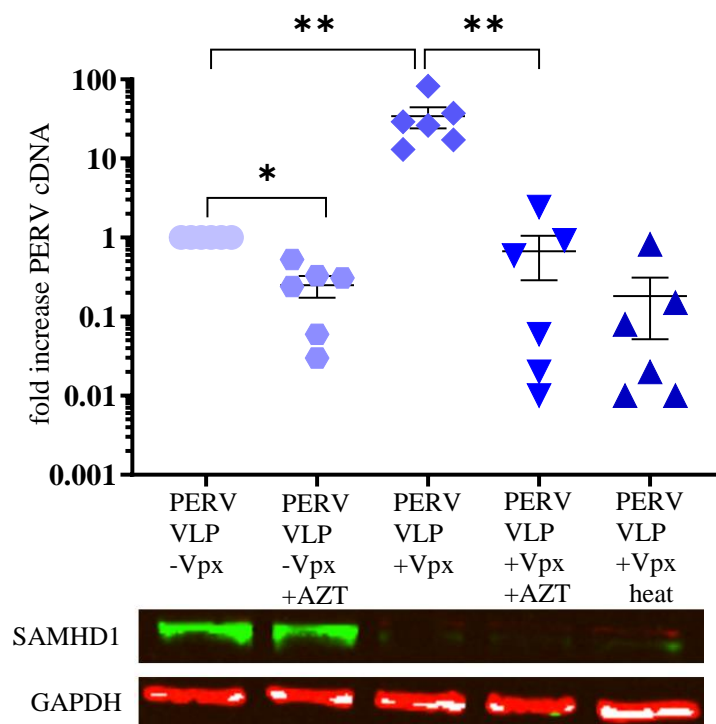 ** **
*
100
10
1
0.1
0.01
0.001
fold increase PERV cDNA
PERV VLP -Vpx
PERV VLP -Vpx +AZT
PERV VLP +Vpx
PERV VLP +Vpx +AZT
PERV VLP +Vpx heat
SAMHD1
GAPDH